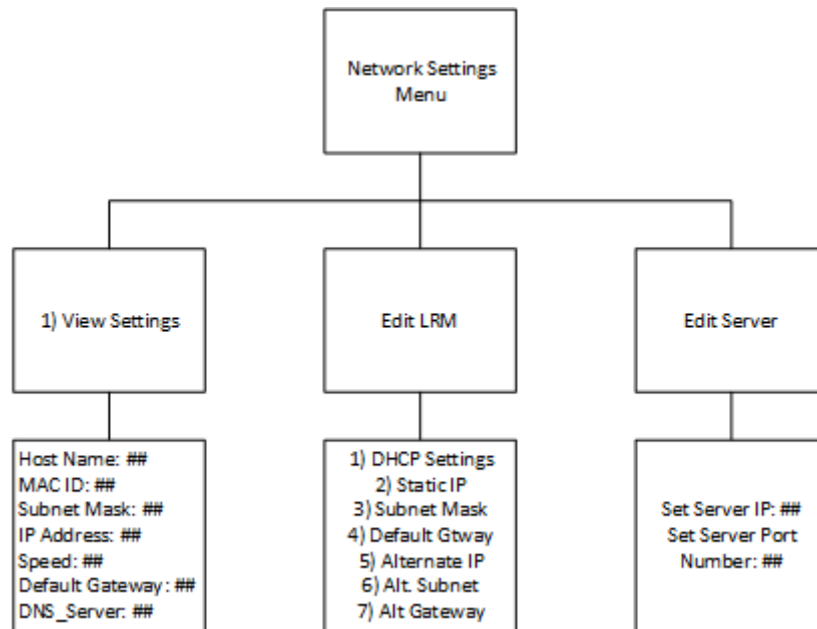 Network Settings
Menu
1) View Settings
Edit LRM
Edit Server
Host Name: ##
MAC ID: ##
Subnet Mask: ##
IP Address: ##
Speed: ##
Default Gateway: ##
DNS_Server: ##
1) DHCP Settings
2) Static IP
3) Subnet Mask
4) Default Gtway
5) Alternate IP
6) Alt. Subnet
7) Alt Gateway
Set Server IP: ##
Set Server Port
Number: ##